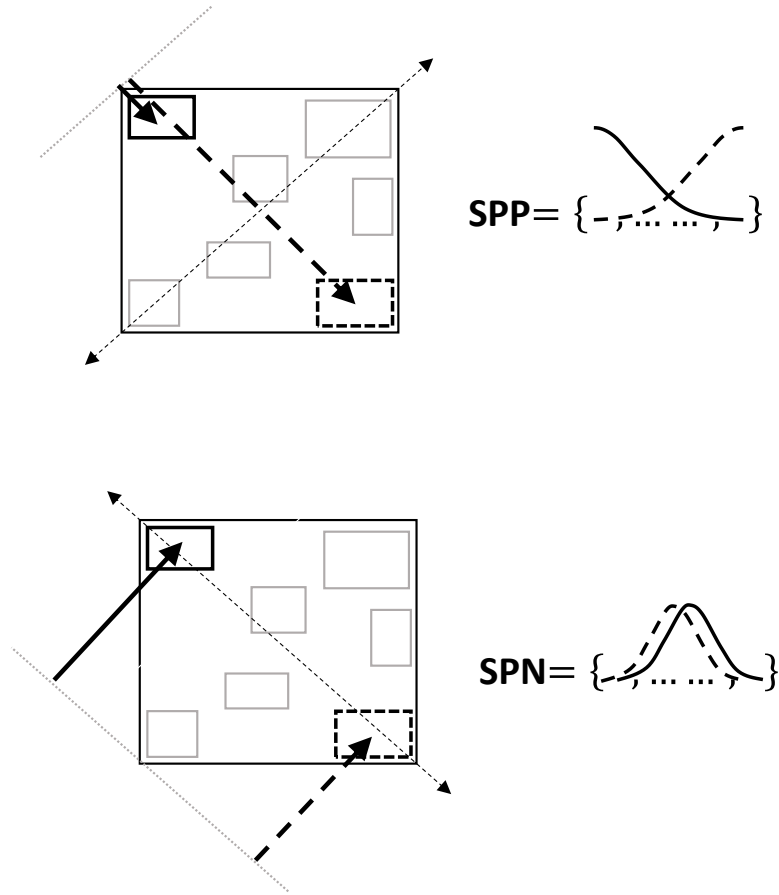 SPP= { , ... ... , }
SPN= { , ... ... , }